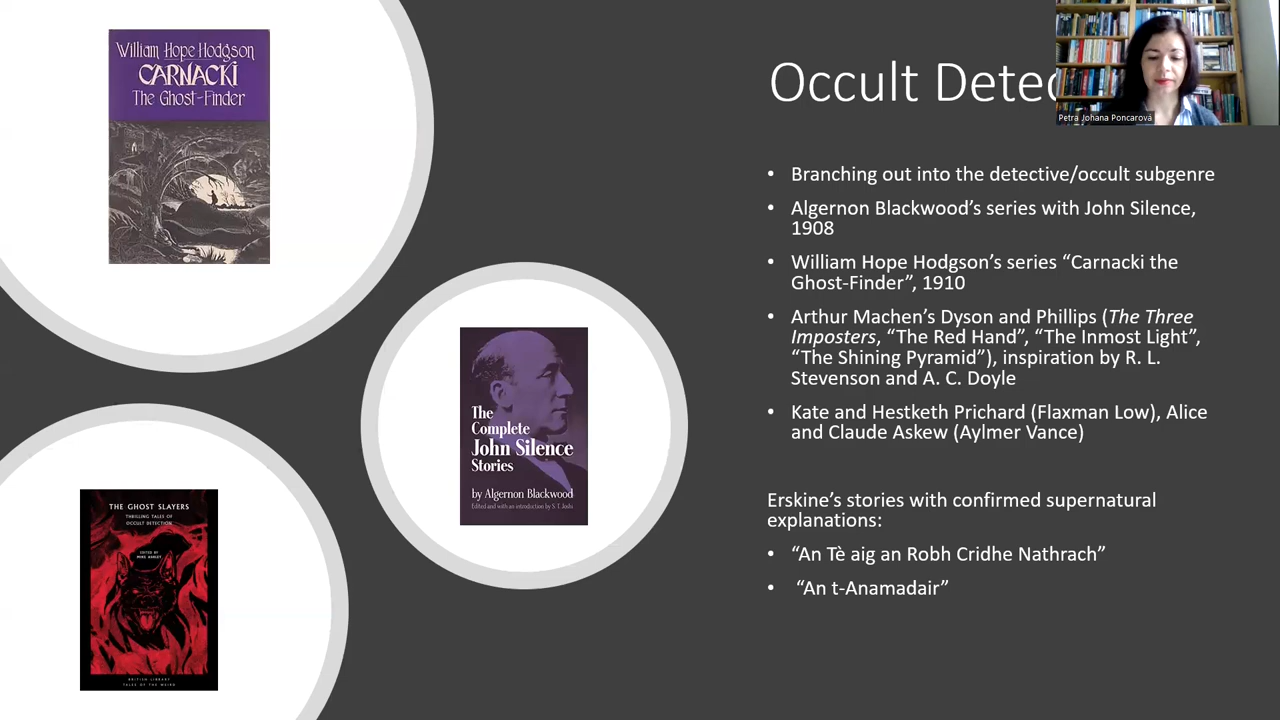 William Hope Hodgson
CARNACKI
The Ghost-Finder
The
Complete
John Silence
Stories
by Algernon Blackwood
Edited and with an introduction by S. T. Joshi
THE GHOST SLAYERS
THRILLING TALES OF
OCCULT DETECTION
EDITED BY
MIKE ASHLEY
BRITISH LIBRARY
TALES OF THE WEIRD
Occult Detec
Petra Johana Poncarová
• Branching out into the detective/occult subgenre
• Algernon Blackwood’s series with John Silence,
1908
• William Hope Hodgson’s series “Carnacki the
Ghost-Finder”, 1910
• Arthur Machen’s Dyson and Phillips (The Three
Imposters, “The Red Hand”, “The Inmost Light”,
“The Shining Pyramid”), inspiration by R. L.
Stevenson and A. C. Doyle
• Kate and Hestketh Prichard (Flaxman Low), Alice
and Claude Askew (Aylmer Vance)
Erskine’s stories with confirmed supernatural
explanations:
• “An Tè aig an Robh Cridhe Nathrach”
• “An t-Anamadair”